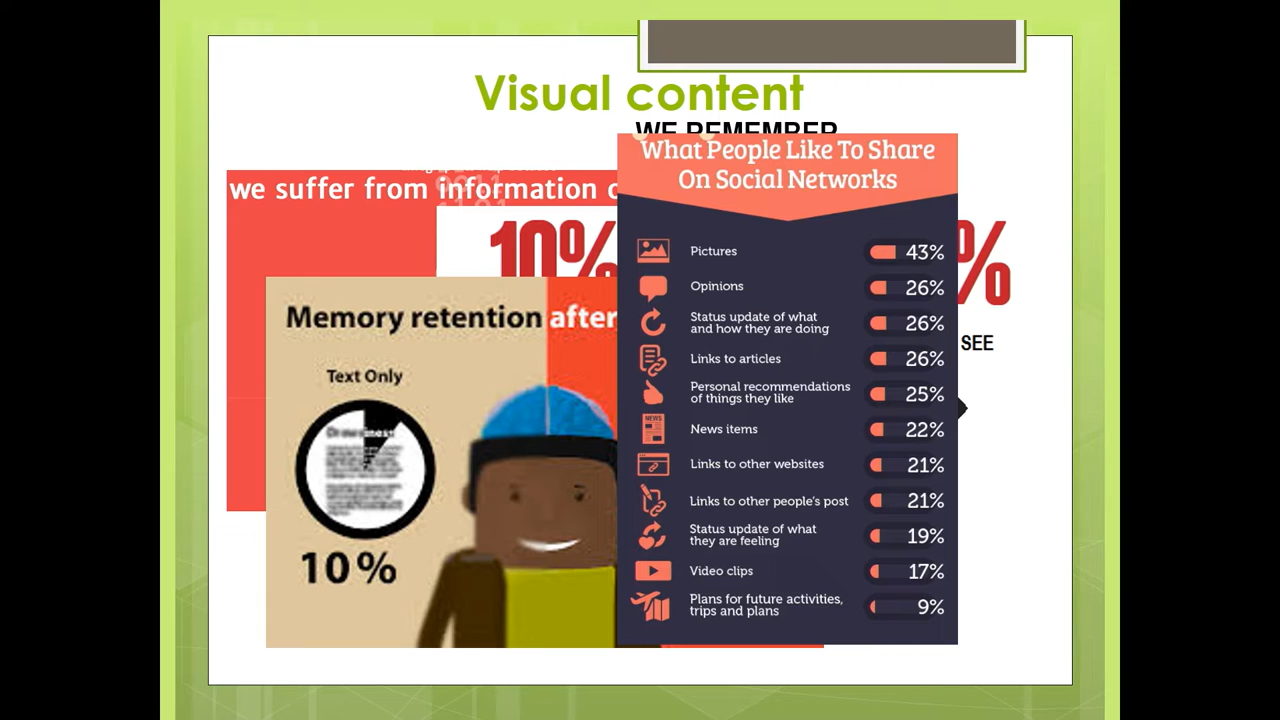 Visual content
WE REMEMBER
we suffer from information
10%
%
SEE
Memory retention after
Text Only
10%
What People Like To Share
On Social Networks
Pictures 43%
Opinions 26%
Status update of what
and how they are doing 26%
Links to articles 26%
Personal recommendations
of things they like 25%
NEWS
News items 22%
Links to other websites 21%
Links to other people's post 21%
Status update of what
they are feeling 19%
Video clips 17%
Plans for future activities,
trips and plans 9%